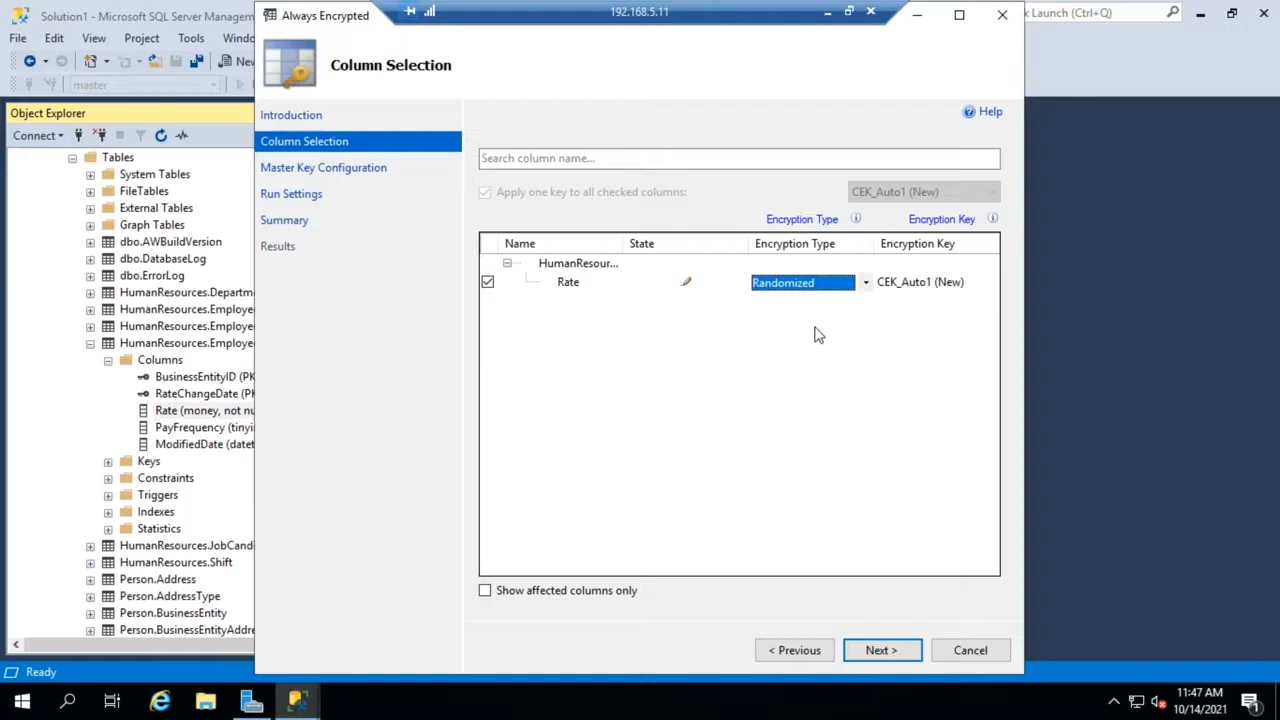 Solution1 - Microsoft SQL Server Managem
Always Encrypted
192.168.5.11
k Launch (Ctrl+Q)
File Edit View Project Tools Windo
New
master
Column Selection
Object Explorer
Connect
Tables
System Tables
FileTables
External Tables
Graph Tables
dbo.AWBuildVersion
dbo.DatabaseLog
dbo.ErrorLog
HumanResources.Departm
HumanResources.Employe
HumanResources.Employe
HumanResources.Employe
Columns
BusinessEntityID (PK
RateChangeDate (PK
Rate (money, not nu
PayFrequency (tinyi
ModifiedDate (datet
Keys
Constraints
Triggers
Indexes
Statistics
HumanResources.JobCandi
HumanResources.Shift
Person.Address
Person.AddressType
Person.BusinessEntity
Person.BusinessEntityAddre
Introduction
Column Selection
Master Key Configuration
Run Settings
Summary
Results
Help
Search column name...
Apply one key to all checked columns: CEK_Auto1 (New)
Encryption Type Encryption Key
Name State Encryption Type Encryption Key
HumanResour...
Rate Randomized CEK_Auto1 (New)
Show affected columns only
< Previous Next > Cancel
Ready
11:47 AM
10/14/2021
1